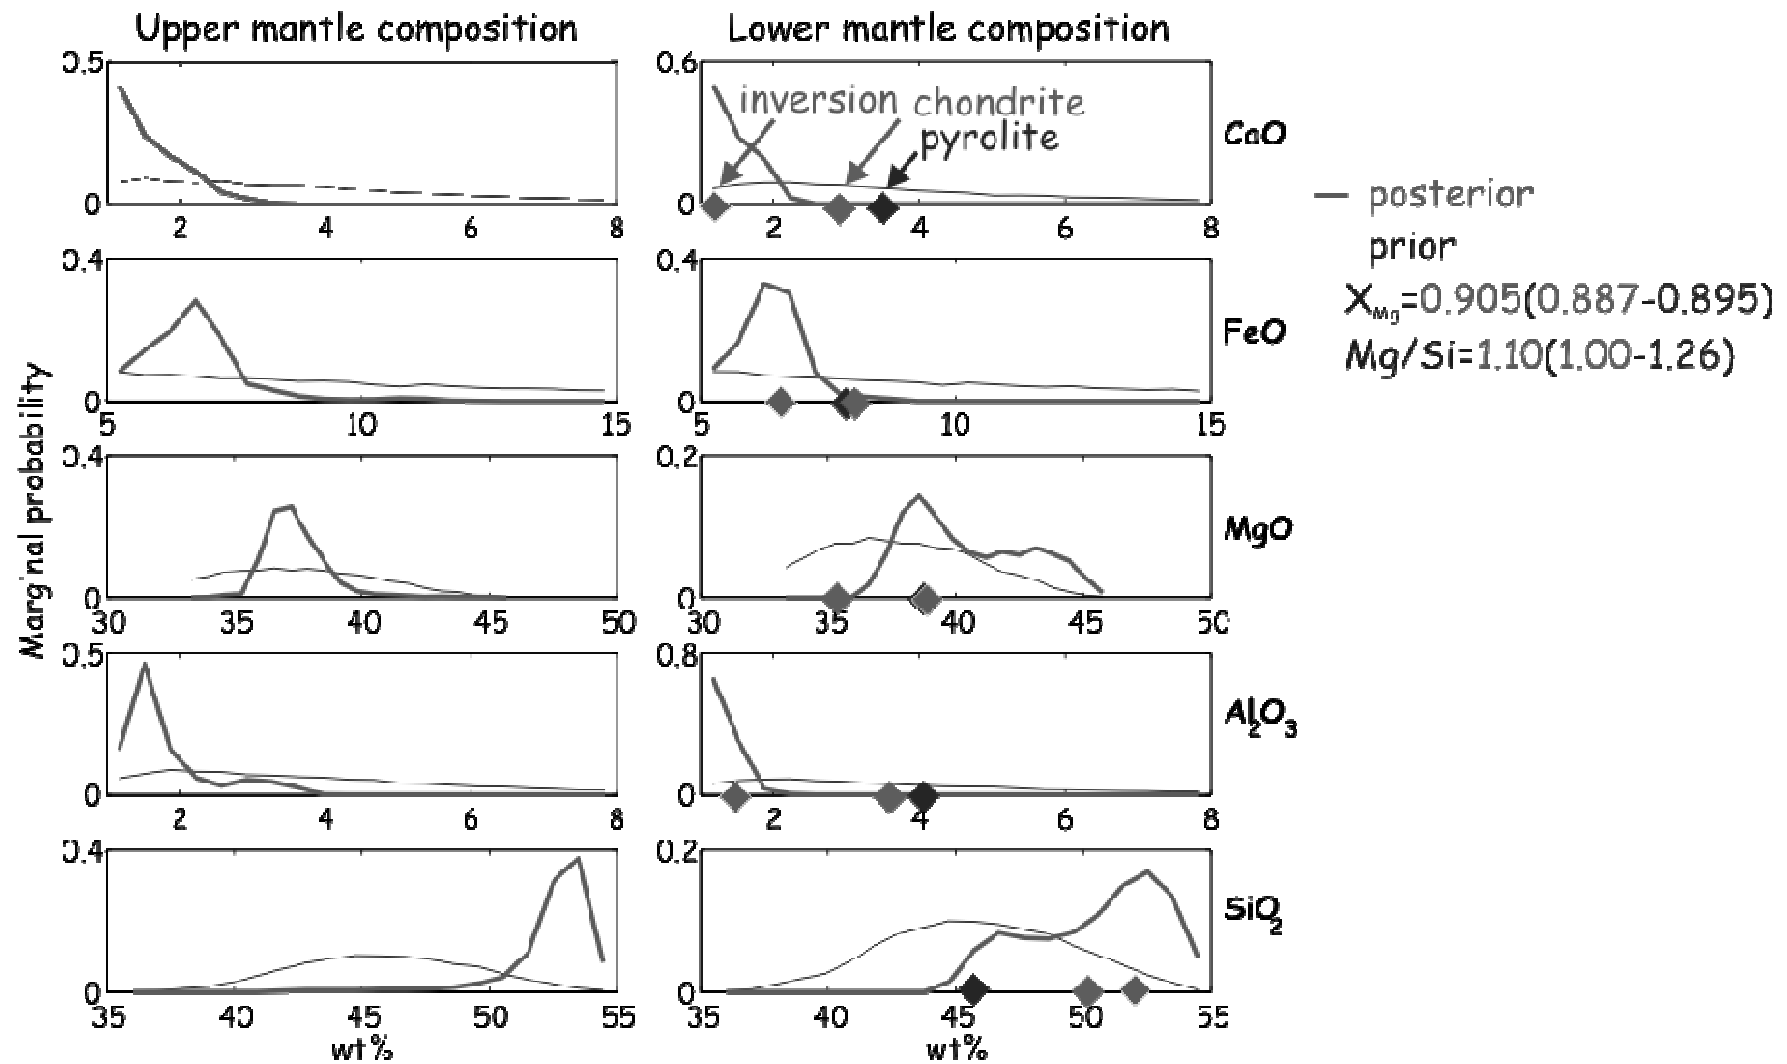 Upper mantle composition
Lower mantle composition
0.5
0
2 4 6 8
0.6
0
2 4 6 8
inversion chondrite
pyrolite
CaO
posterior
prior
X_Mg=0.905(0.887-0.895)
Mg/Si=1.10(1.00-1.26)
0.4
0
5 10 15
0.4
0
5 10 15
FeO
Marginal probability
0.4
0
30 35 40 45 50
0.2
0
30 35 40 45 50
MgO
0.5
0
2 4 6 8
0.8
0
2 4 6 8
Al2O3
0.4
0
35 40 45 50 55
wt%
0.2
0
35 40 45 50 55
wt%
SiO2